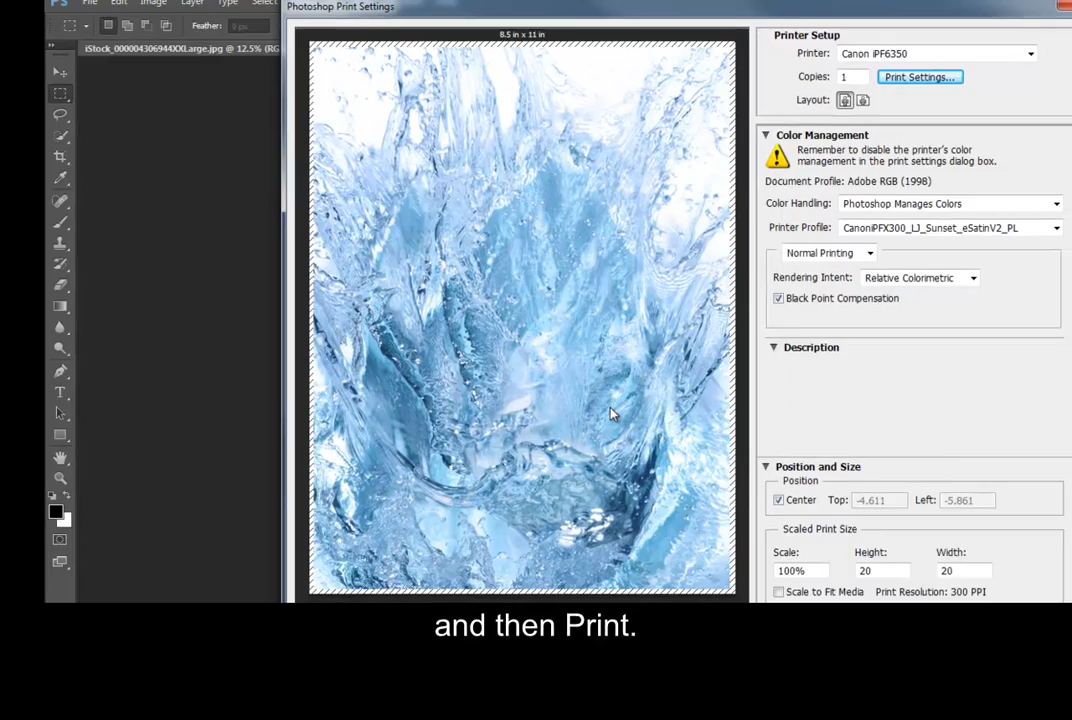 File Edit Image Layer Type Select
Photoshop Print Settings
Feather: 0 px
iStock_000004306944XXLarge.jpg @ 12.5% (RG
8.5 in x 11 in
Printer Setup
Printer: Canon iPF6350
Copies: 1 Print Settings...
Layout:
Color Management
Remember to disable the printer's color
management in the print settings dialog box.
Document Profile: Adobe RGB (1998)
Color Handling: Photoshop Manages Colors
Printer Profile: CanoniPFX300_LJ_Sunset_eSatinV2_PL
Normal Printing
Rendering Intent: Relative Colorimetric
Black Point Compensation
Description
Position and Size
Position
Center Top: -4.611 Left: -5.861
Scaled Print Size
Scale: Height: Width:
100% 20 20
Scale to Fit Media Print Resolution: 300 PPI
and then Print.